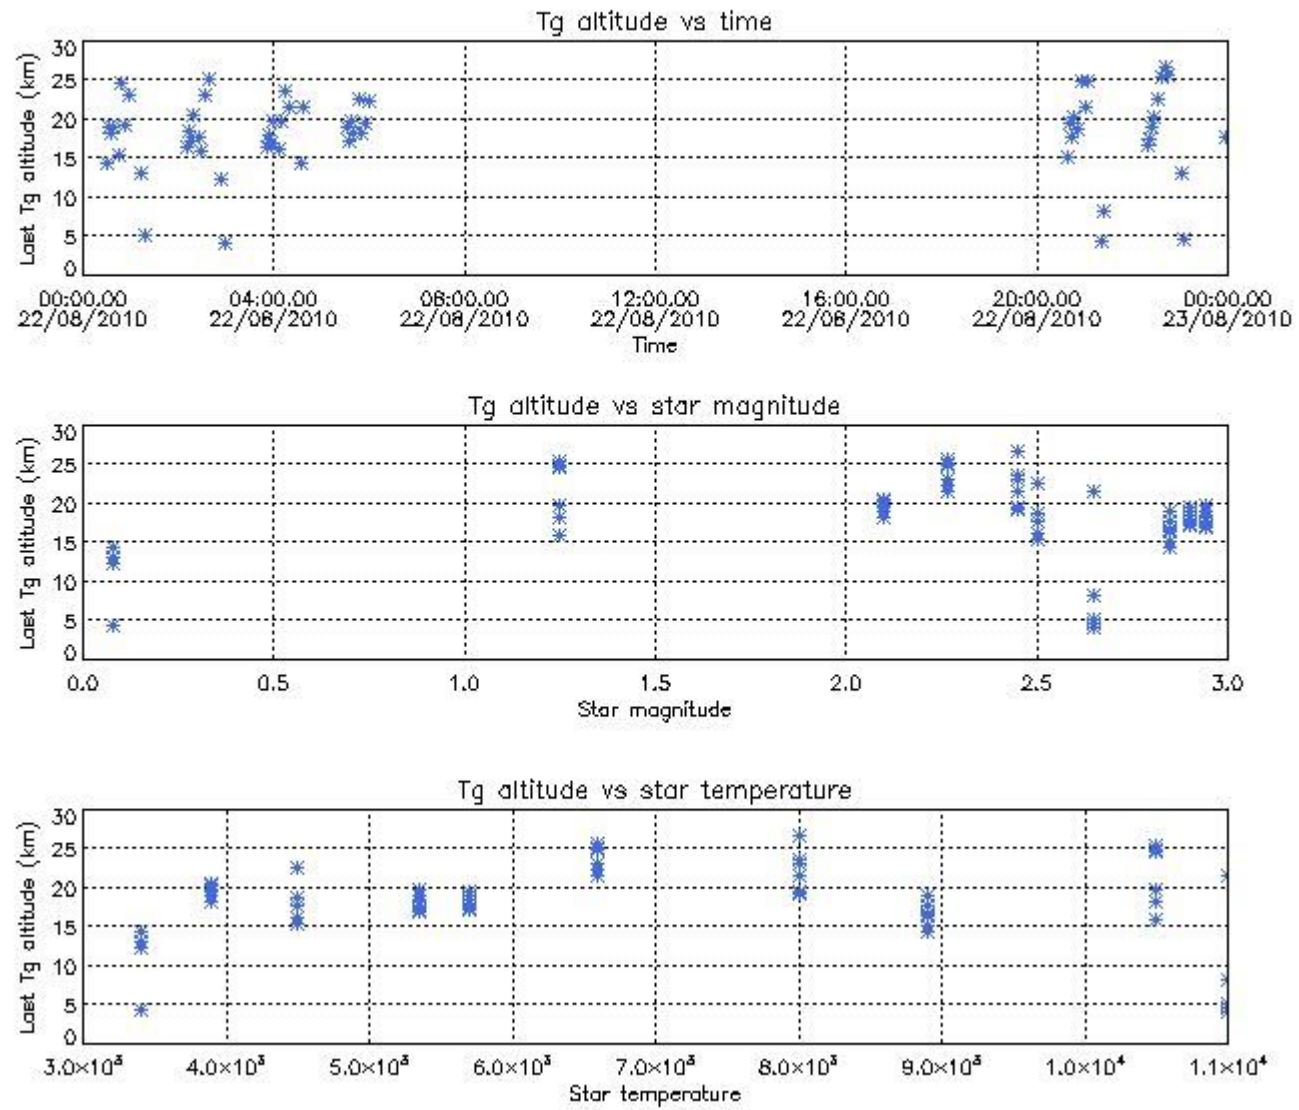 Tg altitude vs time
Last Tg altitude (km)
30
25
20
15
10
5
0
00:00.00 04:00.00 08:00.00 12:00.00 16:00.00 20:00.00 00:00.00
22/08/2010 22/08/2010 22/08/2010 22/08/2010 22/08/2010 22/08/2010 23/08/2010
Time
Tg altitude vs star magnitude
Last Tg altitude (km)
30
25
20
15
10
5
0
0.0 0.5 1.0 1.5 2.0 2.5 3.0
Star magnitude
Tg altitude vs star temperature
Last Tg altitude (km)
30
25
20
15
10
5
0
3.0×10³ 4.0×10³ 5.0×10³ 6.0×10³ 7.0×10³ 8.0×10³ 9.0×10³ 1.0×10⁴ 1.1×10⁴
Star temperature